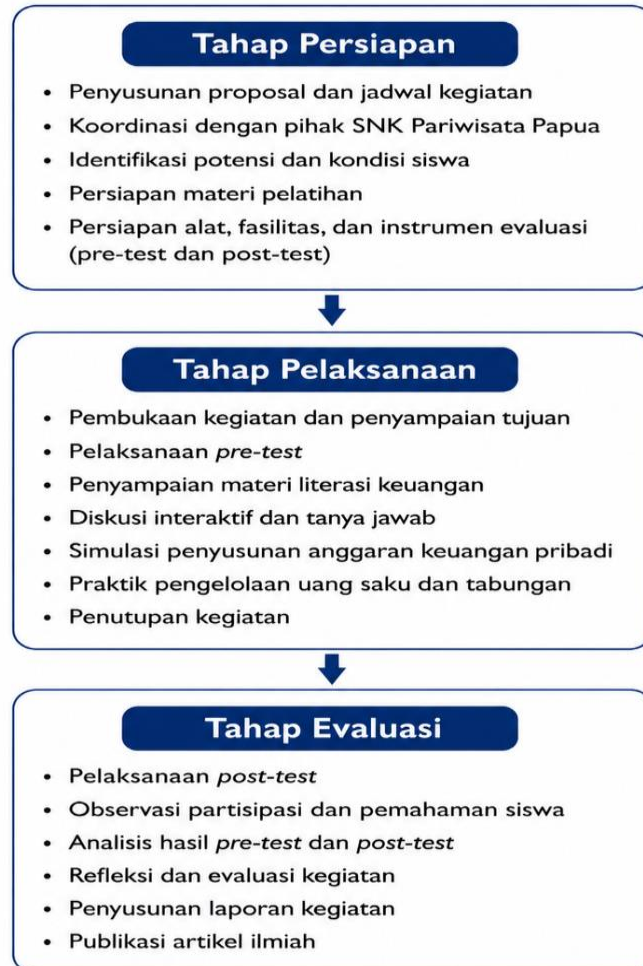 Tahap Persiapan
• Penyusunan proposal dan jadwal kegiatan
• Koordinasi dengan pihak SNK Pariwisata Papua
• Identifikasi potensi dan kondisi siswa
• Persiapan materi pelatihan
• Persiapan alat, fasilitas, dan instrumen evaluasi
(pre-test dan post-test)
Tahap Pelaksanaan
• Pembukaan kegiatan dan penyampaian tujuan
• Pelaksanaan pre-test
• Penyampaian materi literasi keuangan
• Diskusi interaktif dan tanya jawab
• Simulasi penyusunan anggaran keuangan pribadi
• Praktik pengelolaan uang saku dan tabungan
• Penutupan kegiatan
Tahap Evaluasi
• Pelaksanaan post-test
• Observasi partisipasi dan pemahaman siswa
• Analisis hasil pre-test dan post-test
• Refleksi dan evaluasi kegiatan
• Penyusunan laporan kegiatan
• Publikasi artikel ilmiah